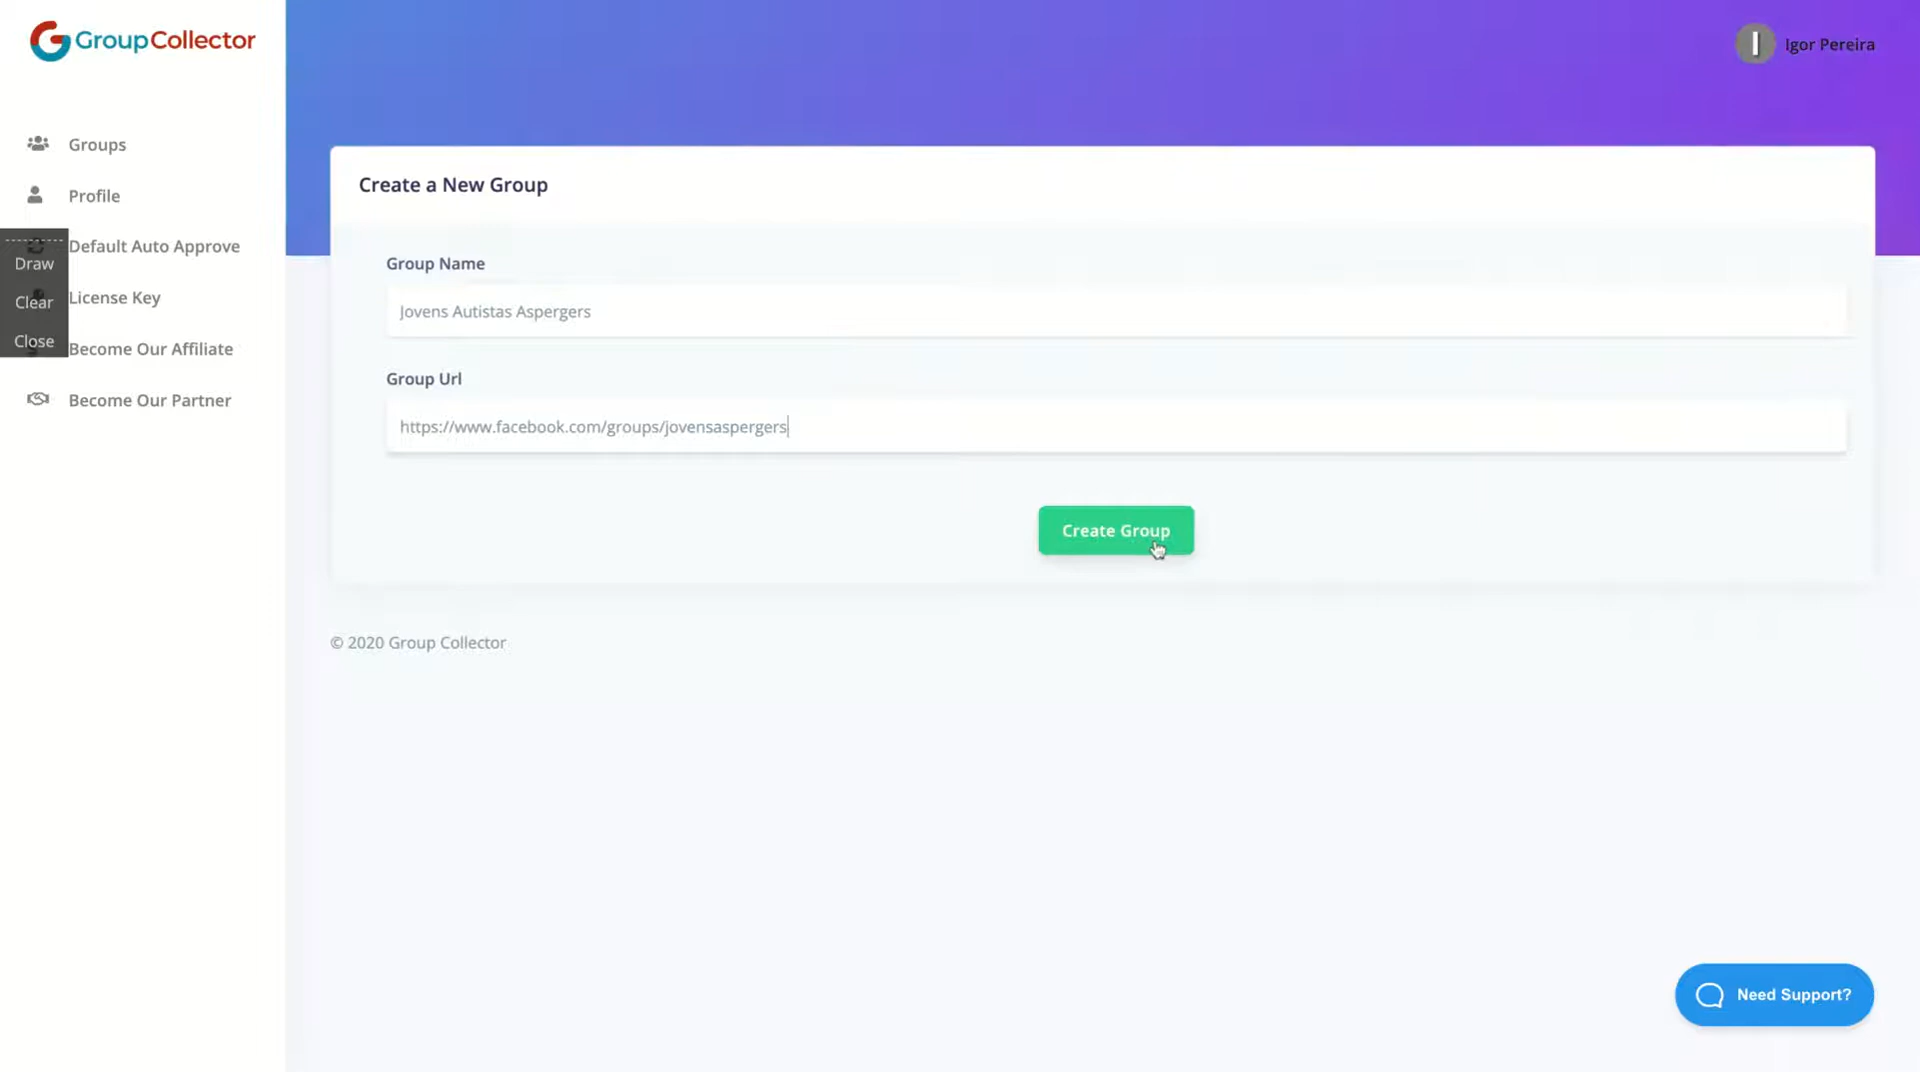 GroupCollector
Igor Pereira
Groups
Profile
Default Auto Approve
License Key
Become Our Affiliate
Become Our Partner
Draw
Clear
Close
Create a New Group
Group Name
Jovens Autistas Aspergers
Group Url
https://www.facebook.com/groups/jovensaspergers
Create Group
© 2020 Group Collector
Need Support?